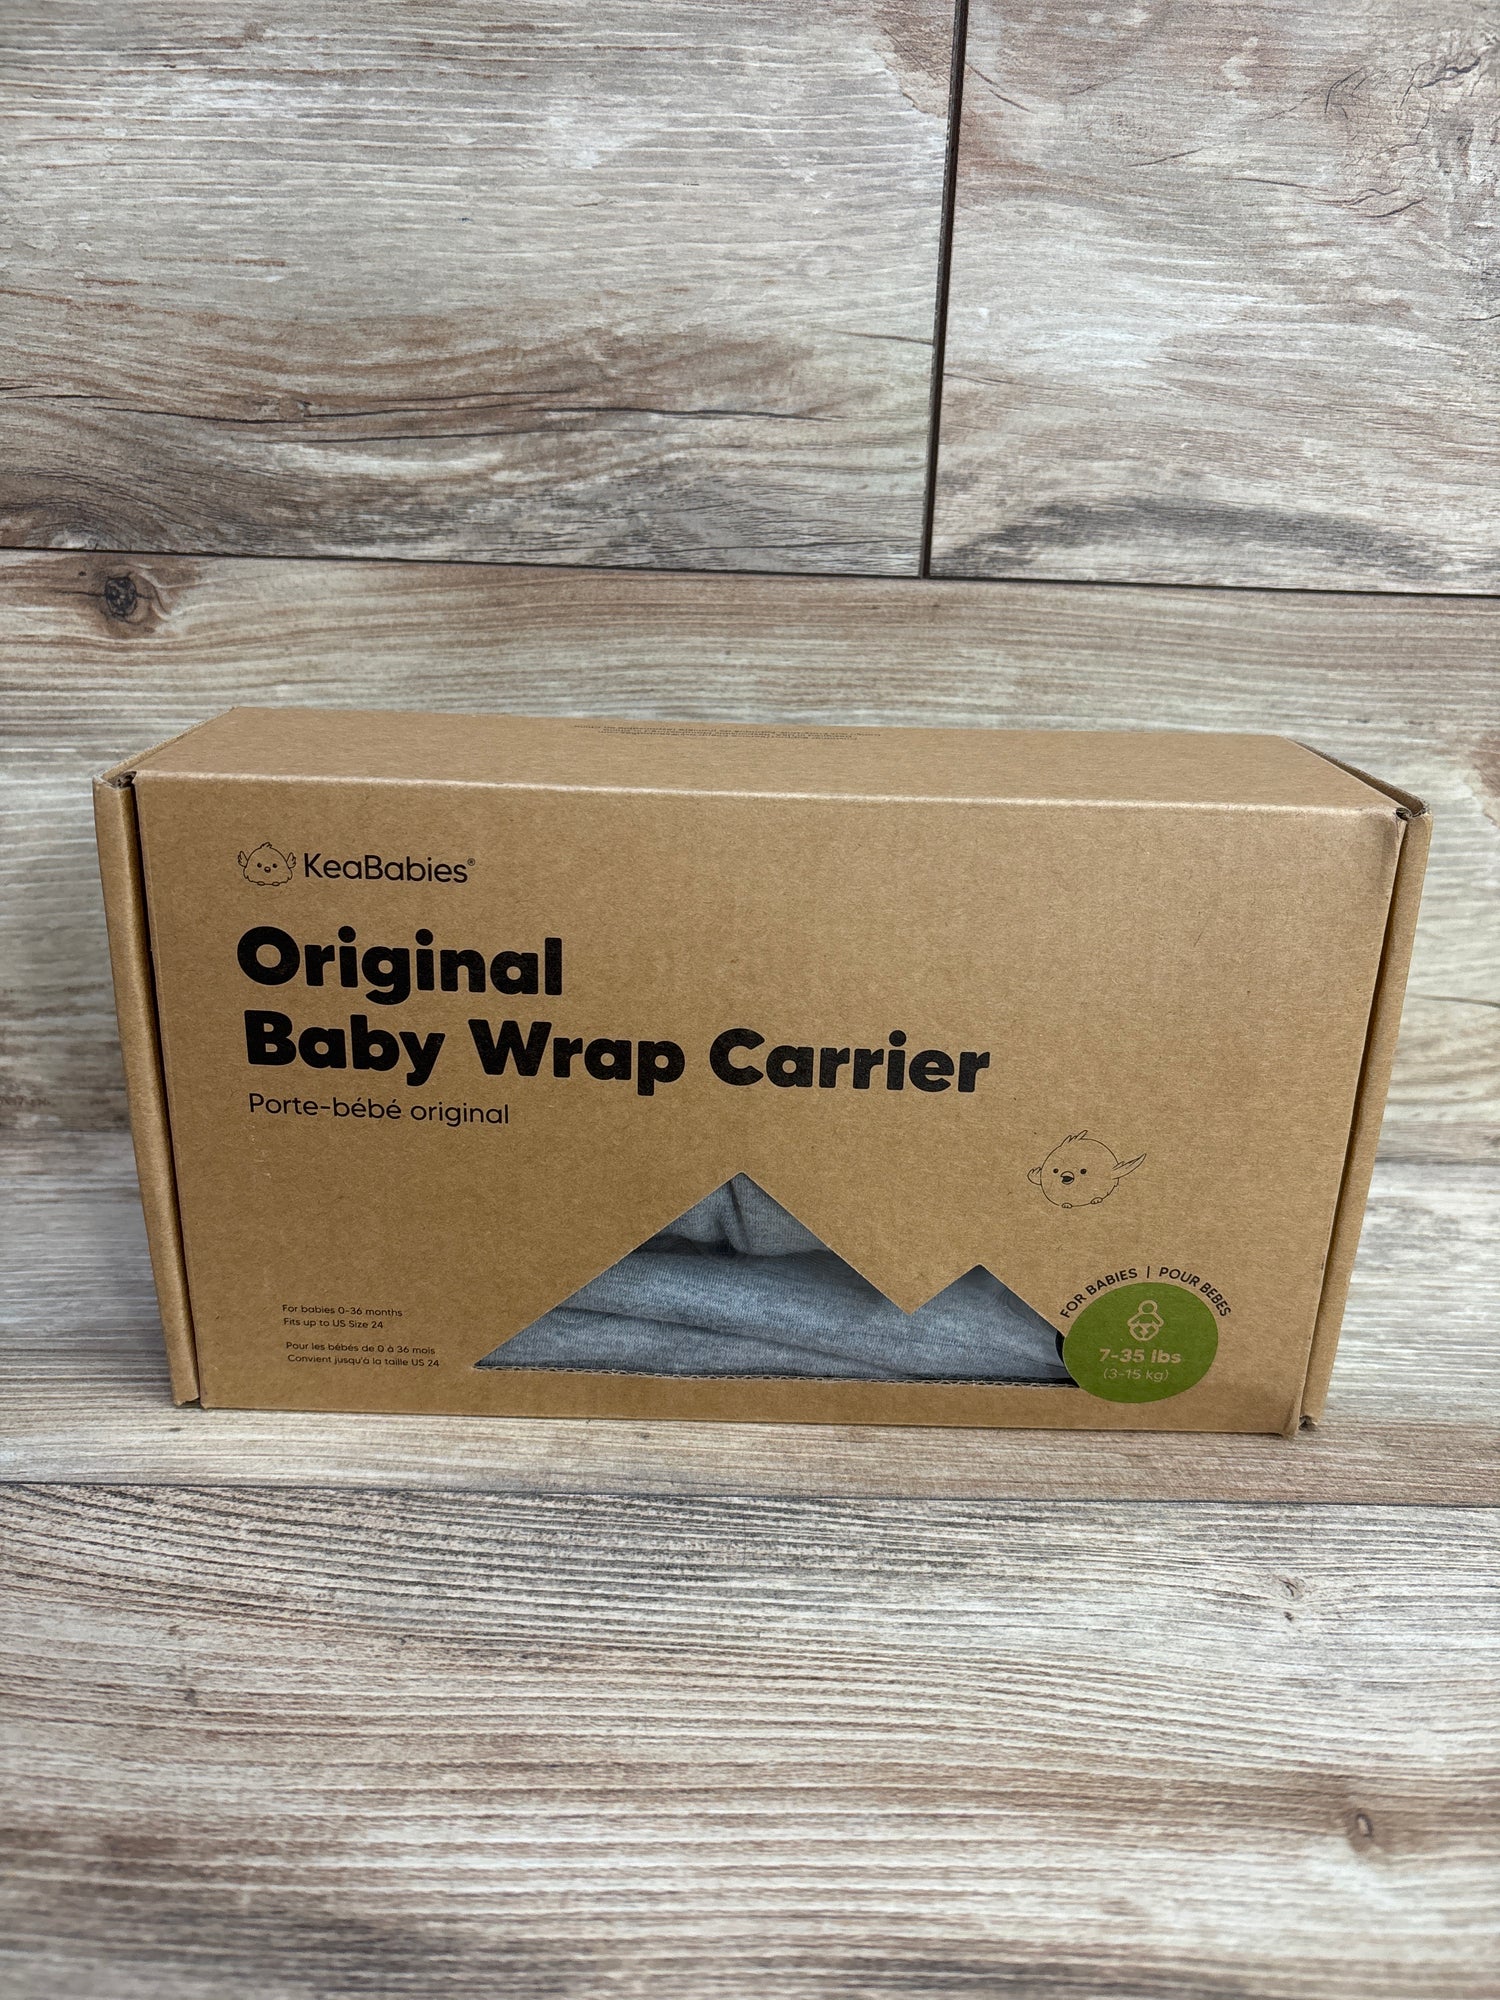 KeaBabies®
Original
Baby Wrap Carrier
Porte-bébé original
For babies 0-36 months
Fits up to US Size 24
Pour les bébés de 0 à 36 mois
Convient jusqu'à la taille US 24
FOR BABIES | POUR BEBES
7-35 lbs
(3-15 kg)